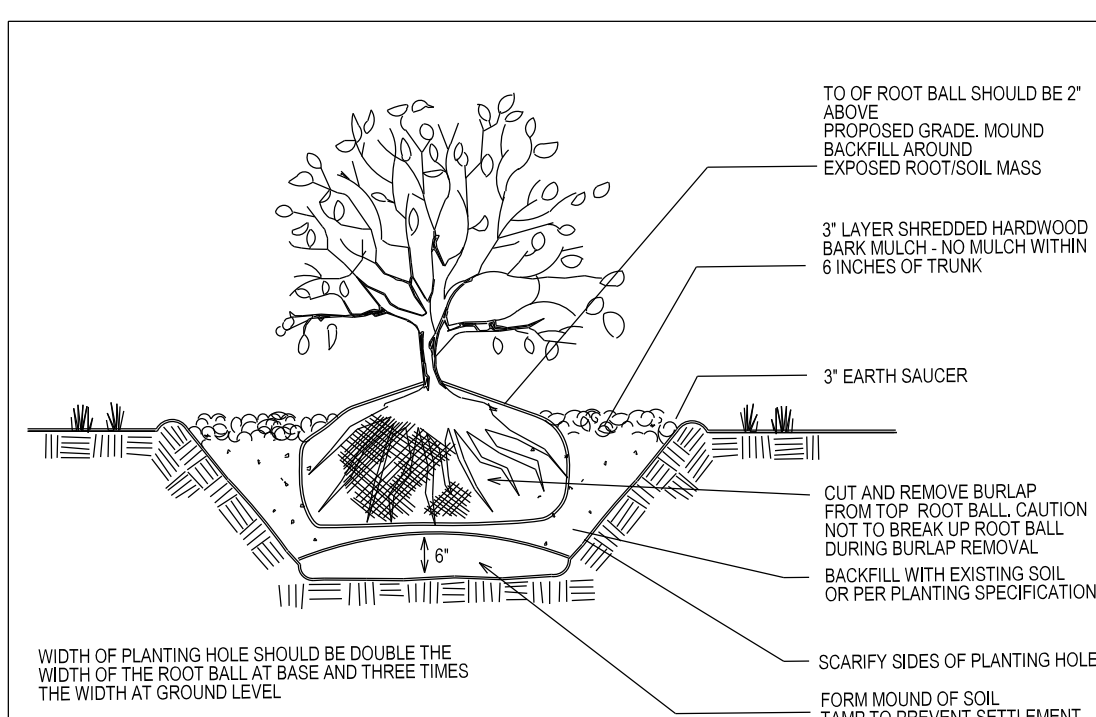 TO OF ROOT BALL SHOULD BE 2"
ABOVE
PROPOSED GRADE. MOUND
BACKFILL AROUND
EXPOSED ROOT/SOIL MASS
3" LAYER SHREDDED HARDWOOD
BARK MULCH - NO MULCH WITHIN
6 INCHES OF TRUNK
3" EARTH SAUCER
CUT AND REMOVE BURLAP
FROM TOP ROOT BALL. CAUTION
NOT TO BREAK UP ROOT BALL
DURING BURLAP REMOVAL
6"
BACKFILL WITH EXISTING SOIL
OR PER PLANTING SPECIFICATION
WIDTH OF PLANTING HOLE SHOULD BE DOUBLE THE
WIDTH OF THE ROOT BALL AT BASE AND THREE TIMES
THE WIDTH AT GROUND LEVEL
SCARIFY SIDES OF PLANTING HOLE
FORM MOUND OF SOIL
TAMP TO PREVENT SETTLEMENT